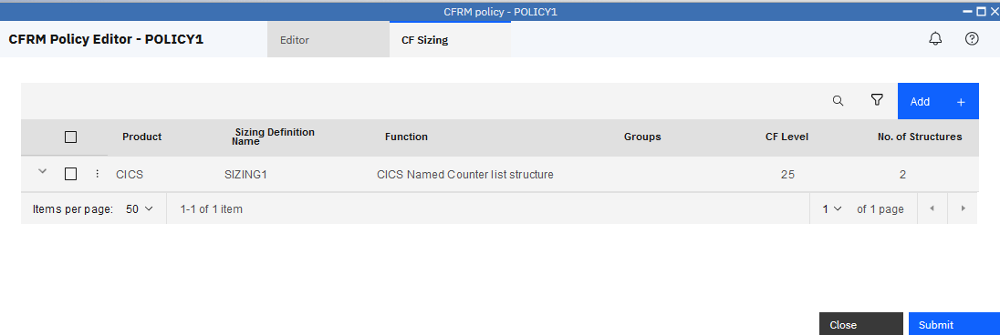 CFRM policy - POLICY1
CFRM Policy Editor - POLICY1
Editor
CF Sizing
Add +
Product
Sizing Definition
Name
Function
Groups
CF Level
No. of Structures
CICS
SIZING1
CICS Named Counter list structure
25
2
Items per page: 50
1-1 of 1 item
1
of 1 page
Close
Submit